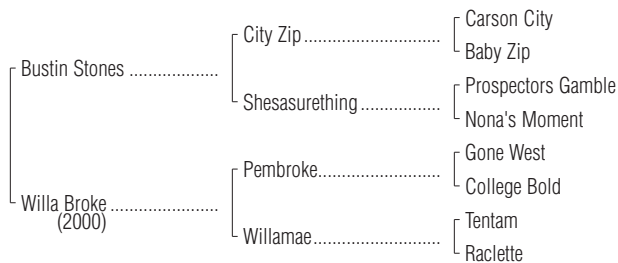 Carson City
City Zip
Baby Zip
Bustin Stones
Prospectors Gamble
Shesasurething
Nona's Moment
Gone West
Pembroke
College Bold
Willa Broke
(2000)
Tentam
Willamae
Raclette